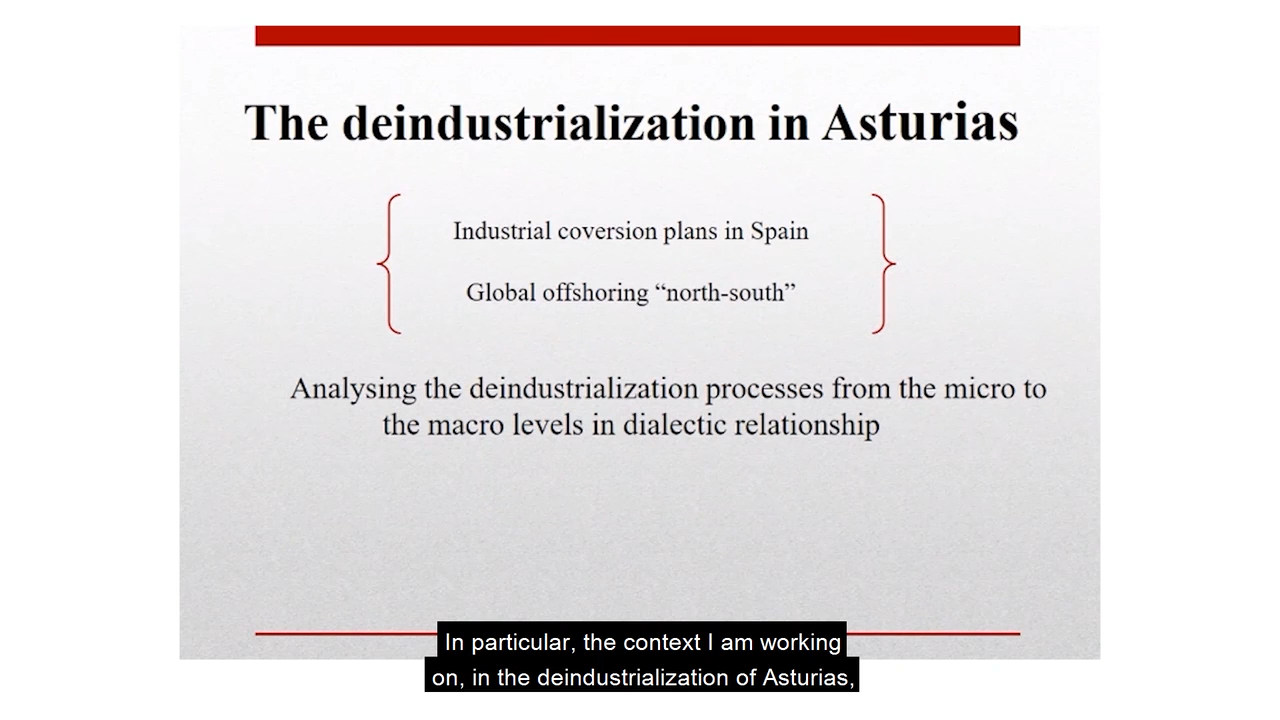 The deindustrialization in Asturias
Industrial coversion plans in Spain
Global offshoring “north-south”
Analysing the deindustrialization processes from the micro to
the macro levels in dialectic relationship
In particular, the context I am working
on, in the deindustrialization of Asturias,